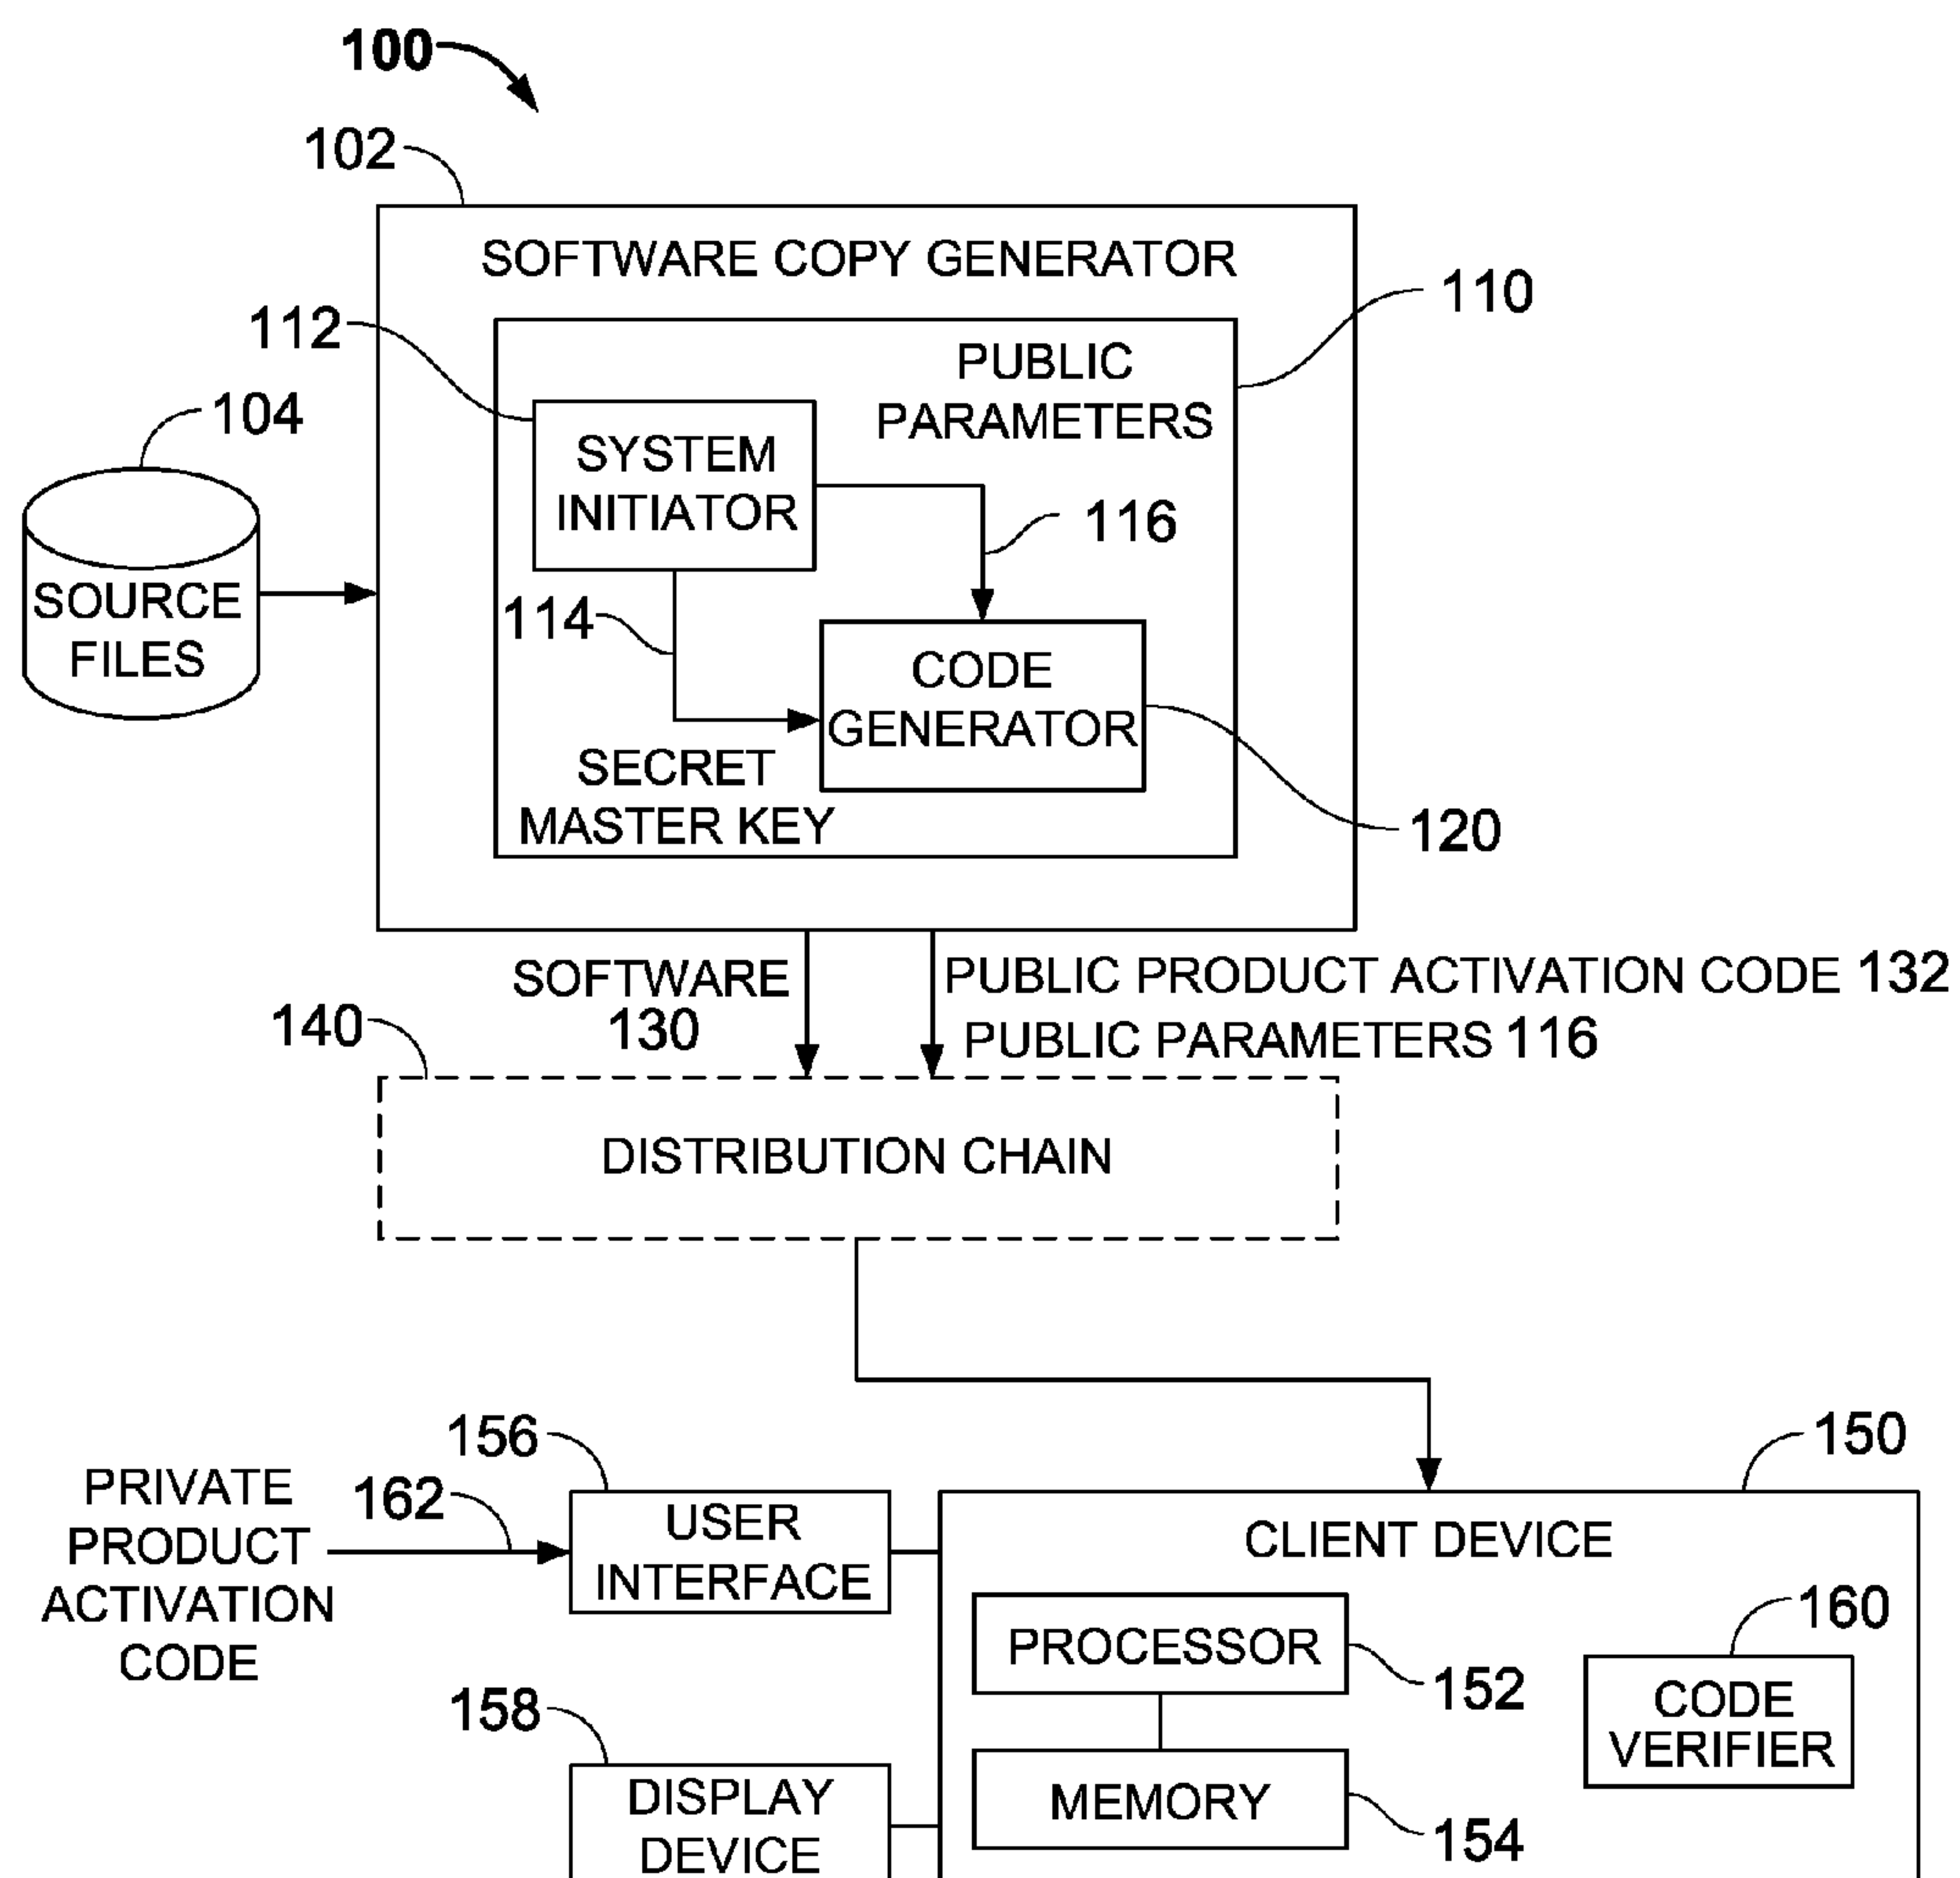 100
102
SOFTWARE COPY GENERATOR
110
112
PUBLIC
PARAMETERS
104
SYSTEM
INITIATOR
116
SOURCE
FILES
114
CODE
GENERATOR
SECRET
MASTER KEY
120
SOFTWARE
130
PUBLIC PRODUCT ACTIVATION CODE 132
PUBLIC PARAMETERS 116
140
DISTRIBUTION CHAIN
156
150
PRIVATE
PRODUCT
ACTIVATION
CODE
162
USER
INTERFACE
CLIENT DEVICE
160
PROCESSOR
152
CODE
VERIFIER
158
DISPLAY
DEVICE
MEMORY
154